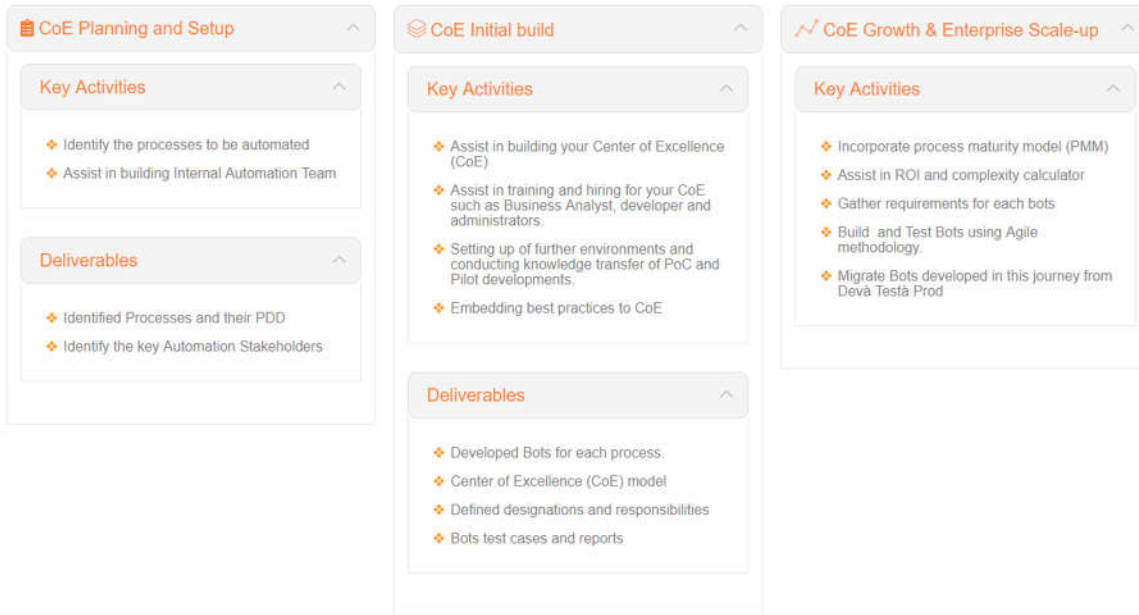 CoE Planning and Setup
Key Activities
Identify the processes to be automated
Assist in building Internal Automation Team
Deliverables
Identified Processes and their PDD
Identify the key Automation Stakeholders
CoE Initial build
Key Activities
Assist in building your Center of Excellence
(CoE)
Assist in training and hiring for your CoE
such as Business Analyst, developer and
administrators.
Setting up of further environments and
conducting knowledge transfer of PoC and
Pilot developments.
Embedding best practices to CoE
Deliverables
Developed Bots for each process.
Center of Excellence (CoE) model
Defined designations and responsibilities
Bots test cases and reports
CoE Growth & Enterprise Scale-up
Key Activities
Incorporate process maturity model (PMM)
Assist in ROI and complexity calculator
Gather requirements for each bots
Build and Test Bots using Agile
methodology.
Migrate Bots developed in this journey from
Devà Testà Prod